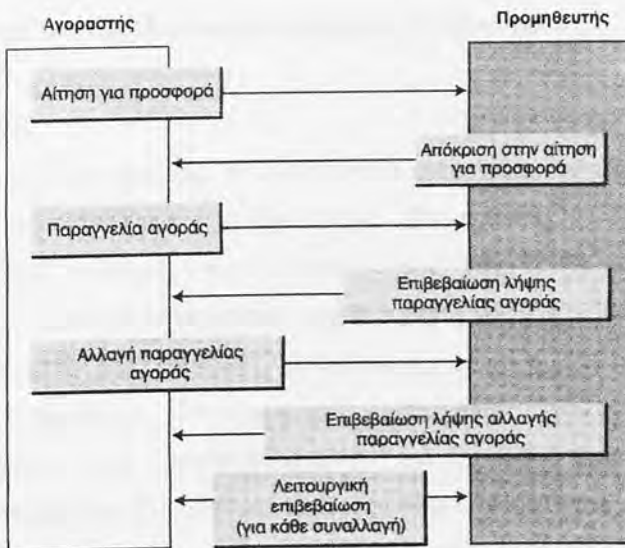 Αγοραστής
Προμηθευτής
Αίτηση για προσφορά
Απόκριση στην αίτηση
για προσφορά
Παραγγελία αγοράς
Επιβεβαίωση λήψης
παραγγελίας αγοράς
Αλλαγή παραγγελίας
αγοράς
Επιβεβαίωση λήψης αλλαγής
παραγγελίας αγοράς
Λειτουργική
επιβεβαίωση
(για κάθε συναλλαγή)